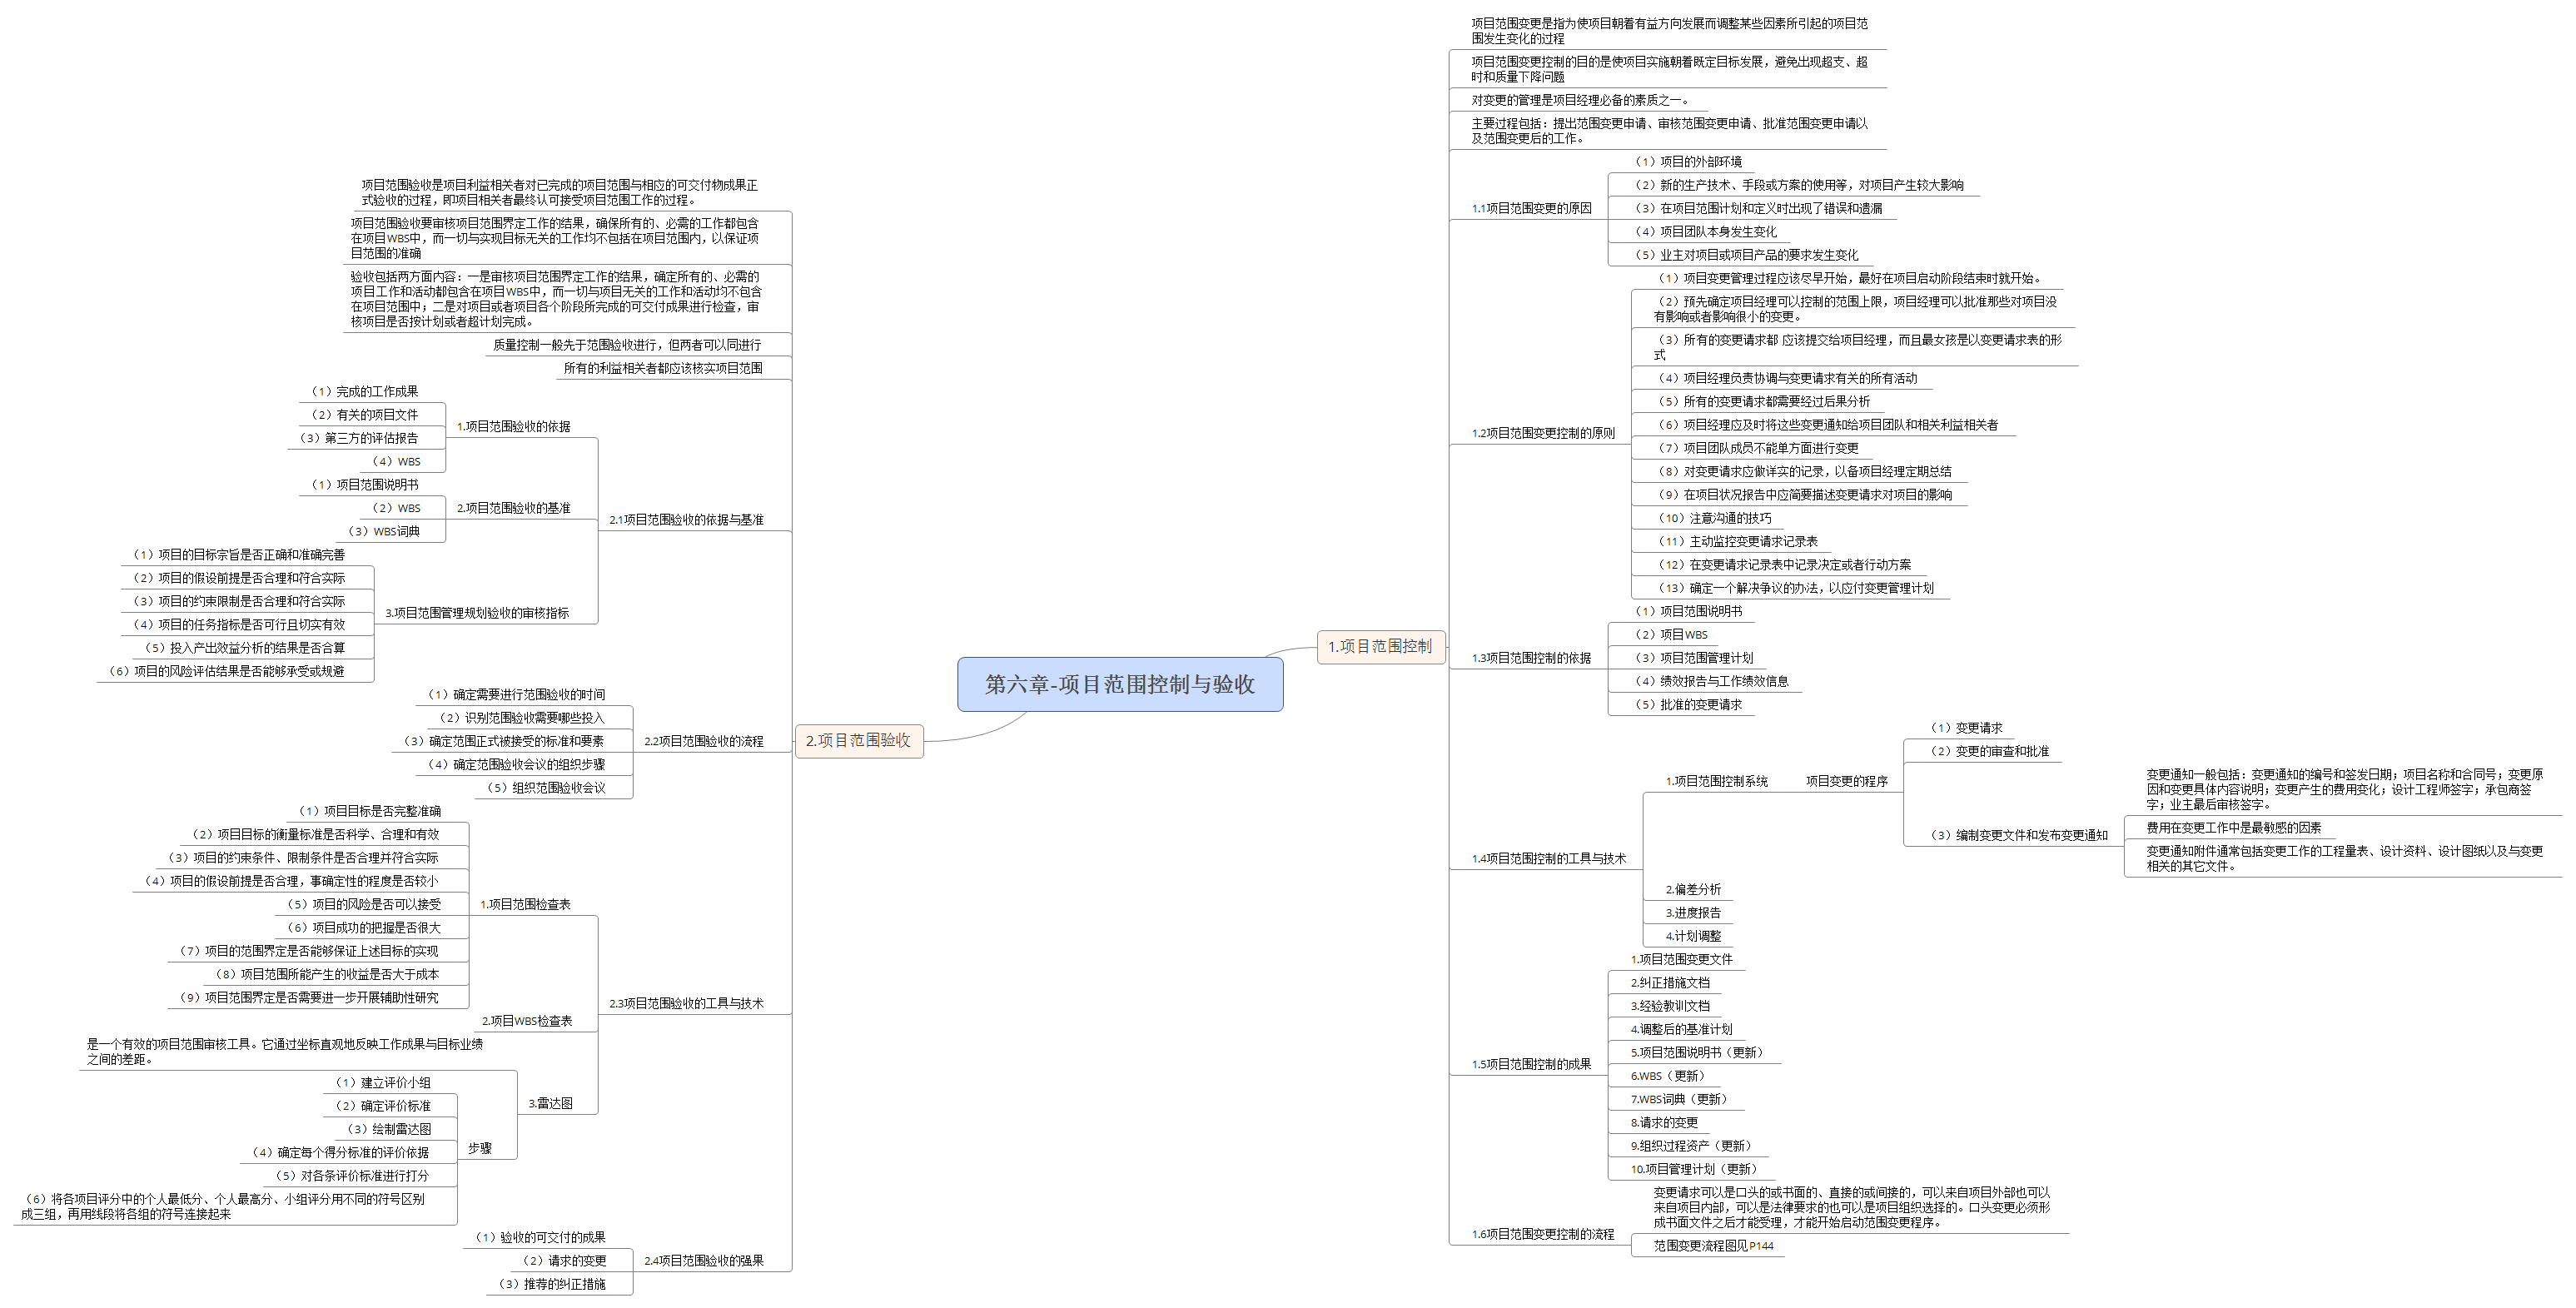 第六章-项目范围控制与验收
1.项目范围控制
项目范围变更是指为使项目朝着有益方向发展而调整某些因素所引起的项目范
围发生变化的过程
项目范围变更控制的目的是使项目实施朝着既定目标发展，避免出现超支、超
时和质量下降问题
对变更的管理是项目经理必备的素质之一。
主要过程包括：提出范围变更申请、审核范围变更申请、批准范围变更申请以
及范围变更后的工作。
1.1项目范围变更的原因
（1）项目的外部环境
（2）新的生产技术、手段或方案的使用等，对项目产生较大影响
（3）在项目范围计划和定义时出现了错误和遗漏
（4）项目团队本身发生变化
（5）业主对项目或项目产品的要求发生变化
1.2项目范围变更控制的原则
（1）项目变更管理过程应该尽早开始，最好在项目启动阶段结束时就开始。
（2）预先确定项目经理可以控制的范围上限，项目经理可以批准那些对项目没
有影响或者影响很小的变更。
（3）所有的变更请求都 应该提交给项目经理，而且最女孩是以变更请求表的形
式
（4）项目经理负责协调与变更请求有关的所有活动
（5）所有的变更请求都需要经过后果分析
（6）项目经理应及时将这些变更通知给项目团队和相关利益相关者
（7）项目团队成员不能单方面进行变更
（8）对变更请求应做详实的记录，以备项目经理定期总结
（9）在项目状况报告中应简要描述变更请求对项目的影响
（10）注意沟通的技巧
（11）主动监控变更请求记录表
（12）在变更请求记录表中记录决定或者行动方案
（13）确定一个解决争议的办法，以应付变更管理计划
1.3项目范围控制的依据
（1）项目范围说明书
（2）项目WBS
（3）项目范围管理计划
（4）绩效报告与工作绩效信息
（5）批准的变更请求
1.4项目范围控制的工具与技术
1.项目范围控制系统
项目变更的程序
（1）变更请求
（2）变更的审查和批准
（3）编制变更文件和发布变更通知
变更通知一般包括：变更通知的编号和签发日期；项目名称和合同号；变更原
因和变更具体内容说明；变更产生的费用变化；设计工程师签字；承包商签
字；业主最后审核签字。
费用在变更工作中是最敏感的因素
变更通知附件通常包括变更工作的工程量表、设计资料、设计图纸以及与变更
相关的其它文件。
2.偏差分析
3.进度报告
4.计划调整
1.5项目范围控制的成果
1.项目范围变更文件
2.纠正措施文档
3.经验教训文档
4.调整后的基准计划
5.项目范围说明书（更新）
6.WBS（更新）
7.WBS词典（更新）
8.请求的变更
9.组织过程资产（更新）
10.项目管理计划（更新）
1.6项目范围变更控制的流程
变更请求可以是口头的或书面的、直接的或间接的，可以来自项目外部也可以
来自项目内部，可以是法律要求的也可以是项目组织选择的。口头变更必须形
成书面文件之后才能受理，才能开始启动范围变更程序。
范围变更流程图见P144
2.项目范围验收
项目范围验收是项目利益相关者对已完成的项目范围与相应的可交付物成果正
式验收的过程，即项目相关者最终认可接受项目范围工作的过程。
项目范围验收要审核项目范围界定工作的结果，确保所有的、必需的工作都包含
在项目WBS中，而一切与实现目标无关的工作均不包括在项目范围内，以保证项
目范围的准确
验收包括两方面内容：一是审核项目范围界定工作的结果，确定所有的、必需的
项目工作和活动都包含在项目WBS中，而一切与项目无关的工作和活动均不包含
在项目范围中；二是对项目或者项目各个阶段所完成的可交付成果进行检查，审
核项目是否按计划或者超计划完成。
质量控制一般先于范围验收进行，但两者可以同进行
所有的利益相关者都应该核实项目范围
2.1项目范围验收的依据与基准
1.项目范围验收的依据
（1）完成的工作成果
（2）有关的项目文件
（3）第三方的评估报告
（4）WBS
2.项目范围验收的基准
（1）项目范围说明书
（2）WBS
（3）WBS词典
3.项目范围管理规划验收的审核指标
（1）项目的目标宗旨是否正确和准确完善
（2）项目的假设前提是否合理和符合实际
（3）项目的约束限制是否合理和符合实际
（4）项目的任务指标是否可行且切实有效
（5）投入产出效益分析的结果是否合算
（6）项目的风险评估结果是否能够承受或规避
2.2项目范围验收的流程
（1）确定需要进行范围验收的时间
（2）识别范围验收需要哪些投入
（3）确定范围正式被接受的标准和要素
（4）确定范围验收会议的组织步骤
（5）组织范围验收会议
2.3项目范围验收的工具与技术
1.项目范围检查表
（1）项目目标是否完整准确
（2）项目目标的衡量标准是否科学、合理和有效
（3）项目的约束条件、限制条件是否合理并符合实际
（4）项目的假设前提是否合理，事确定性的程度是否较小
（5）项目的风险是否可以接受
（6）项目成功的把握是否很大
（7）项目的范围界定是否能够保证上述目标的实现
（8）项目范围所能产生的收益是否大于成本
（9）项目范围界定是否需要进一步开展辅助性研究
2.项目WBS检查表
3.雷达图
是一个有效的项目范围审核工具。它通过坐标直观地反映工作成果与目标业绩
之间的差距。
步骤
（1）建立评价小组
（2）确定评价标准
（3）绘制雷达图
（4）确定每个得分标准的评价依据
（5）对各条评价标准进行打分
（6）将各项目评分中的个人最低分、个人最高分、小组评分用不同的符号区别
成三组，再用线段将各组的符号连接起来
2.4项目范围验收的强果
（1）验收的可交付的成果
（2）请求的变更
（3）推荐的纠正措施